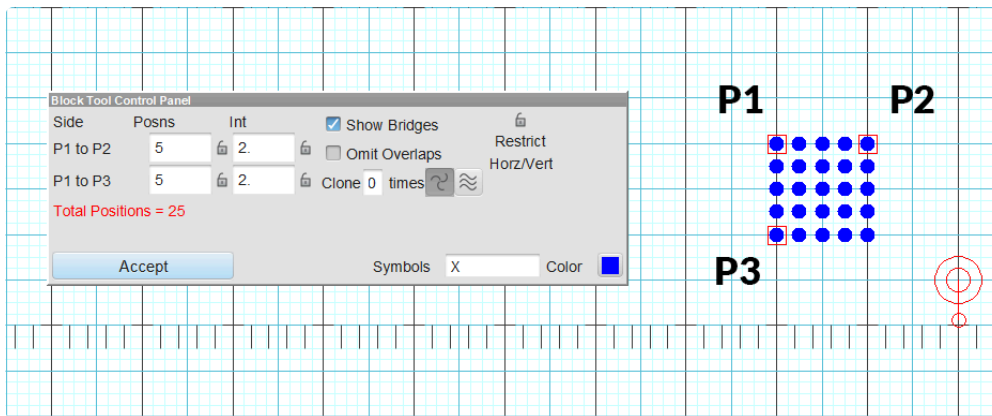 Block Tool Control Panel
Side Posns Int Show Bridges Restrict Horz/Vert
P1 to P2 5 2. Omit Overlaps
P1 to P3 5 2. Clone 0 times
Total Positions = 25
Accept Symbols X Color
P1 P2
P3